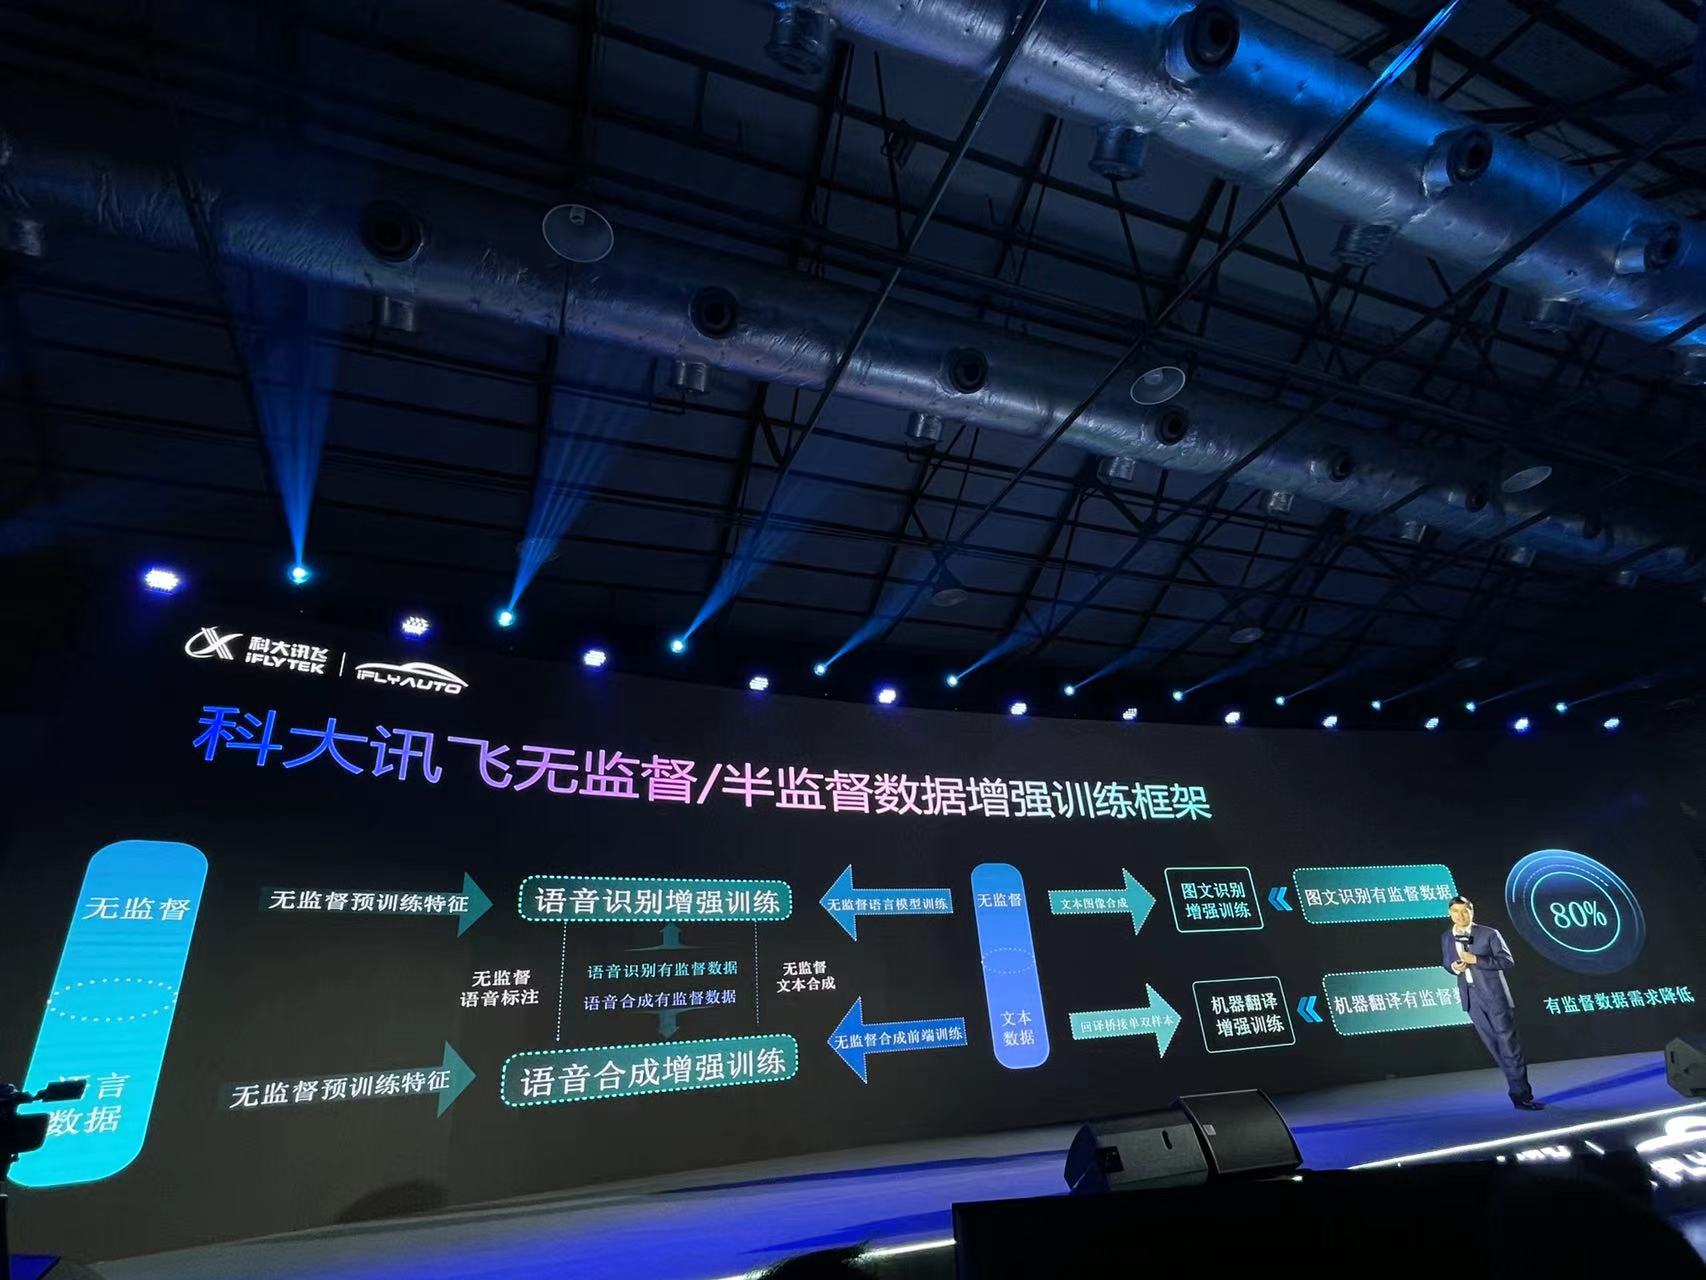 科大讯飞
iFLYTEK
iFLYAUTO
科大讯飞无监督/半监督数据增强训练框架
无监督
言
数据
无监督预训练特征
无监督预训练特征
语音识别增强训练
无监督
语音标注
语音识别有监督数据
语音合成有监督数据
无监督
文本合成
语音合成增强训练
无监督语言模型训练
无监督合成前端训练
无监督
文本
数据
文本图像合成
回译桥接单双样本
图文识别
增强训练
图文识别有监督数据
机器翻译
增强训练
机器翻译有监督
80%
有监督数据需求降低